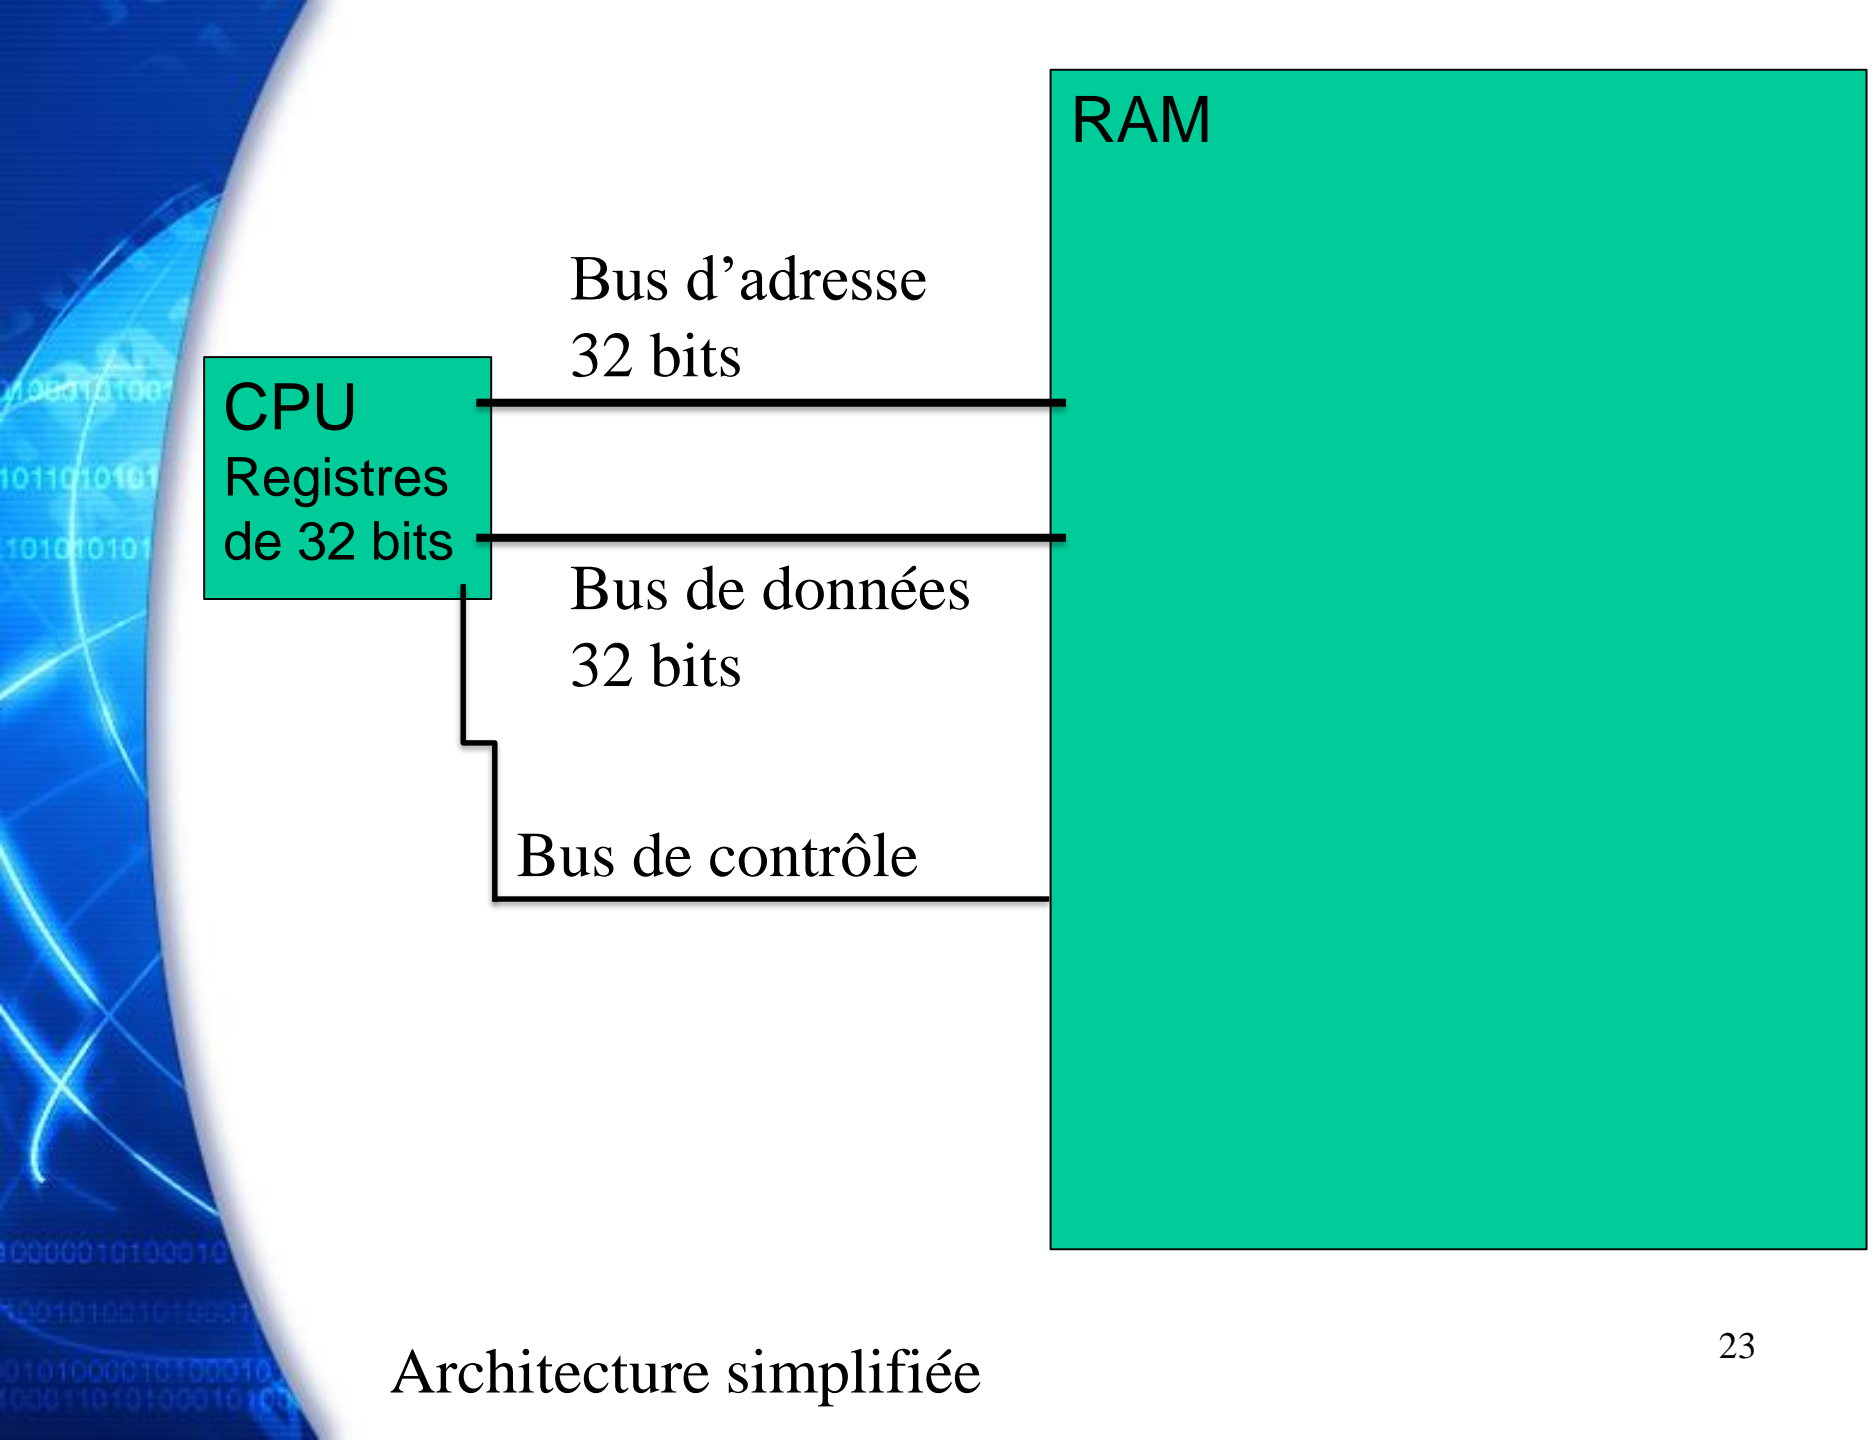 RAM
Bus d’adresse
32 bits
CPU
Registres
de 32 bits
Bus de données
32 bits
Bus de contrôle
Architecture simplifiée
23